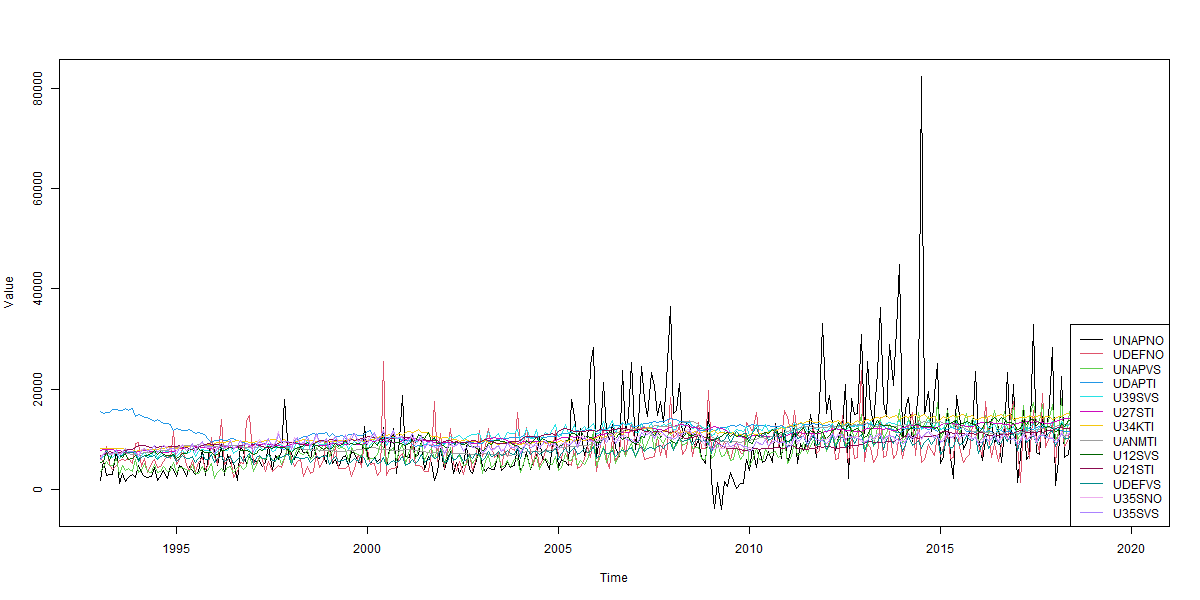 80000
60000
40000
20000
0
Value
1995
2000
2005
2010
2015
2020
Time
UNAPNO
UDEFNO
UNAPVS
UDAPTI
U39SVS
U27STI
U34KTI
UANMTI
U12SVS
U21STI
UDEFVS
U35SNO
U35SVS